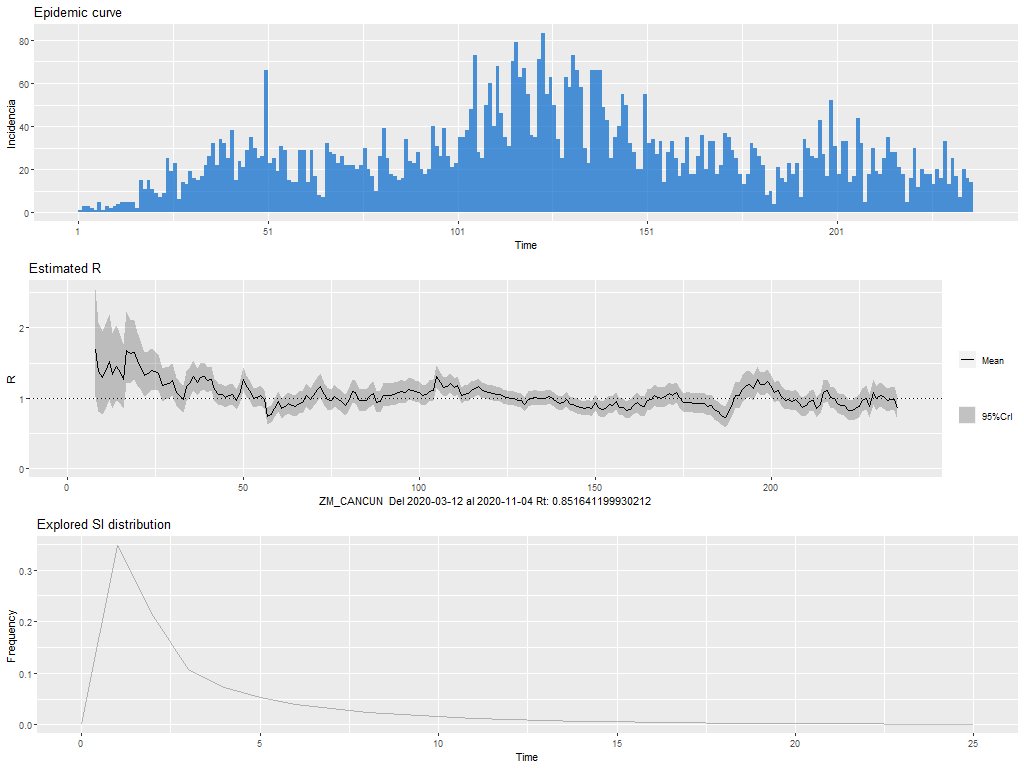 Epidemic curve
Incidencia
80
60
40
20
0
1
51
101
151
201
Time
Estimated R
R
2
1
0
0
50
100
150
200
ZM_CANCUN Del 2020-03-12 al 2020-11-04 Rt: 0.851641199930212
Mean
95%CrI
Explored SI distribution
Frequency
0.3
0.2
0.1
0.0
0
5
10
15
20
25
Time